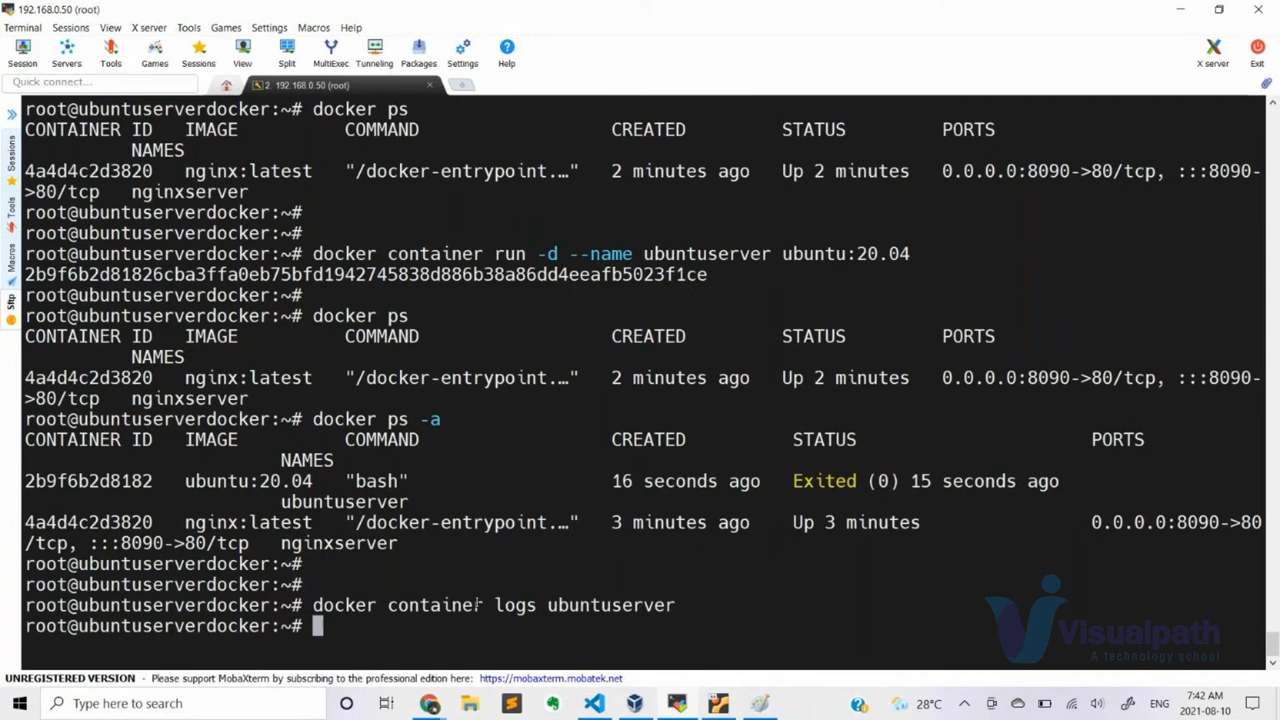 192.168.0.50 (root)
Terminal Sessions View X server Tools Games Settings Macros Help
Session Servers Tools Games Sessions View Split MultiExec Tunneling Packages Settings Help X server Exit
Quick connect... 2. 192.168.0.50 (root)
root@ubuntuserverdocker:~# docker ps
CONTAINER ID IMAGE COMMAND CREATED STATUS PORTS
NAMES
4a4d4c2d3820 nginx:latest "/docker-entrypoint.…" 2 minutes ago Up 2 minutes 0.0.0.0:8090->80/tcp, :::8090-
>80/tcp nginxserver
root@ubuntuserverdocker:~#
root@ubuntuserverdocker:~#
root@ubuntuserverdocker:~# docker container run -d --name ubuntuserver ubuntu:20.04
2b9f6b2d81826cba3ffa0eb75bfd1942745838d886b38a86dd4eeafb5023f1ce
root@ubuntuserverdocker:~#
root@ubuntuserverdocker:~# docker ps
CONTAINER ID IMAGE COMMAND CREATED STATUS PORTS
NAMES
4a4d4c2d3820 nginx:latest "/docker-entrypoint.…" 2 minutes ago Up 2 minutes 0.0.0.0:8090->80/tcp, :::8090-
>80/tcp nginxserver
root@ubuntuserverdocker:~# docker ps -a
CONTAINER ID IMAGE COMMAND CREATED STATUS PORTS
NAMES
2b9f6b2d8182 ubuntu:20.04 "bash" 16 seconds ago Exited (0) 15 seconds ago
ubuntuserver
4a4d4c2d3820 nginx:latest "/docker-entrypoint.…" 3 minutes ago Up 3 minutes 0.0.0.0:8090->80
/tcp, :::8090->80/tcp nginxserver
root@ubuntuserverdocker:~#
root@ubuntuserverdocker:~#
root@ubuntuserverdocker:~# docker container logs ubuntuserver
root@ubuntuserverdocker:~#
Sessions
Tools
Macros
Sftp
Visualpath
A technology school
UNREGISTERED VERSION - Please support MobaXterm by subscribing to the professional edition here: https://mobaxterm.mobatek.net
Type here to search 28°C ENG 7:42 AM
2021-08-10